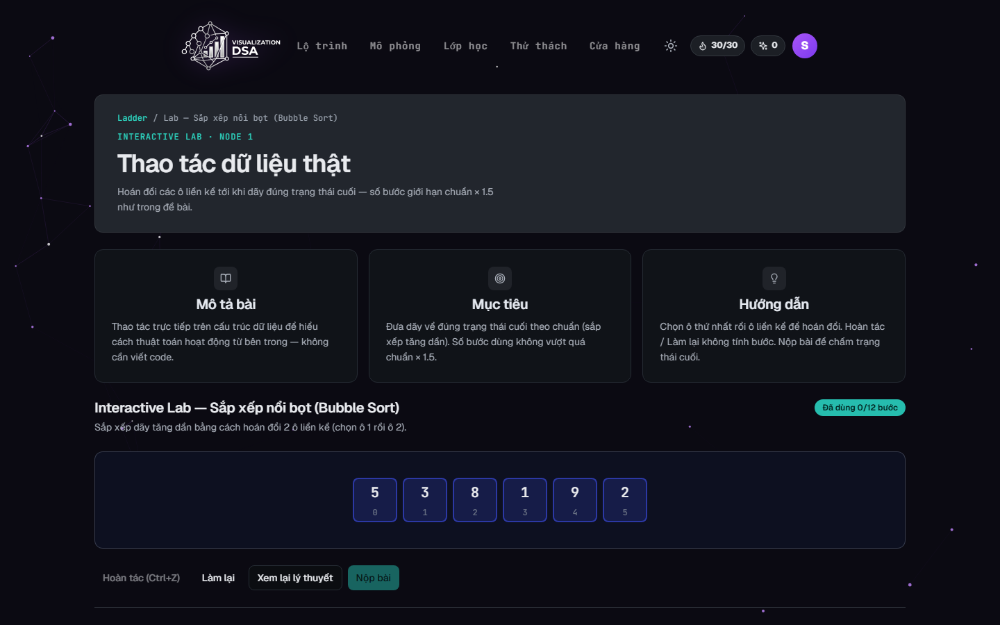 VISUALIZATION
DSA
Lộ trình
Mô phỏng
Lớp học
Thử thách
Cửa hàng
30/30
0
S
Ladder / Lab — Sắp xếp nổi bọt (Bubble Sort)
INTERACTIVE LAB · NODE 1
Thao tác dữ liệu thật
Hoán đổi các ô liền kề tới khi dãy đúng trạng thái cuối — số bước giới hạn chuẩn × 1.5
như trong đề bài.
Mô tả bài
Thao tác trực tiếp trên cấu trúc dữ liệu để hiểu
cách thuật toán hoạt động từ bên trong — không
cần viết code.
Mục tiêu
Đưa dãy về đúng trạng thái cuối theo chuẩn (sắp
xếp tăng dần). Số bước dùng không vượt quá
chuẩn × 1.5.
Hướng dẫn
Chọn ô thứ nhất rồi ô liền kề để hoán đổi. Hoàn tác
/ Làm lại không tính bước. Nộp bài để chấm trạng
thái cuối.
Interactive Lab — Sắp xếp nổi bọt (Bubble Sort)
Đã dùng 0/12 bước
Sắp xếp dãy tăng dần bằng cách hoán đổi 2 ô liền kề (chọn ô 1 rồi ô 2).
5 3 8 1 9 2
0 1 2 3 4 5
Hoàn tác (Ctrl+Z)
Làm lại
Xem lại lý thuyết
Nộp bài